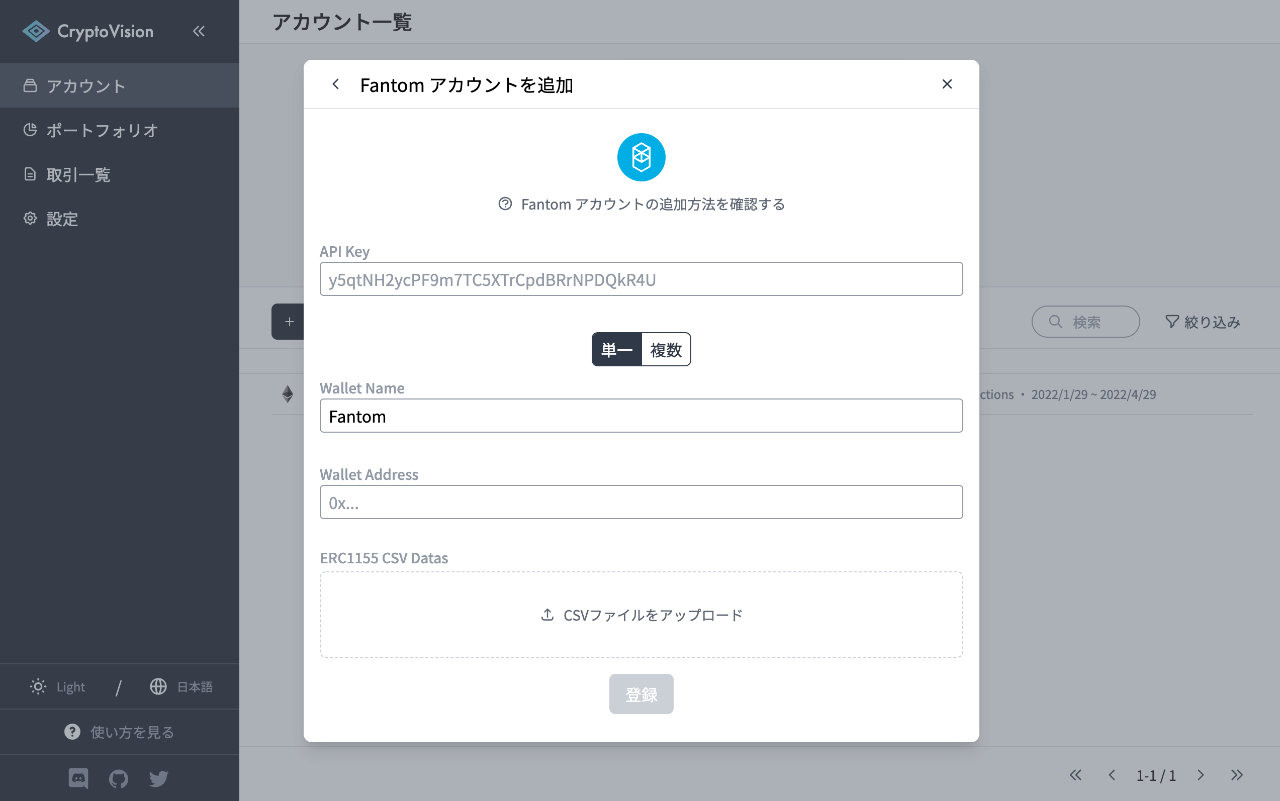 CryptoVision
アカウント
ポートフォリオ
取引一覧
設定
Light / 日本語
使い方を見る
アカウント一覧
Fantom アカウントを追加
Fantom アカウントの追加方法を確認する
API Key
y5qtNH2ycPF9m7TC5XTrCpdBRrNPDQkR4U
単一 複数
Wallet Name
Fantom
Wallet Address
0x...
ERC1155 CSV Datas
CSVファイルをアップロード
登録
+
検索
絞り込み
ctions・2022/1/29 ~ 2022/4/29
1-1 / 1